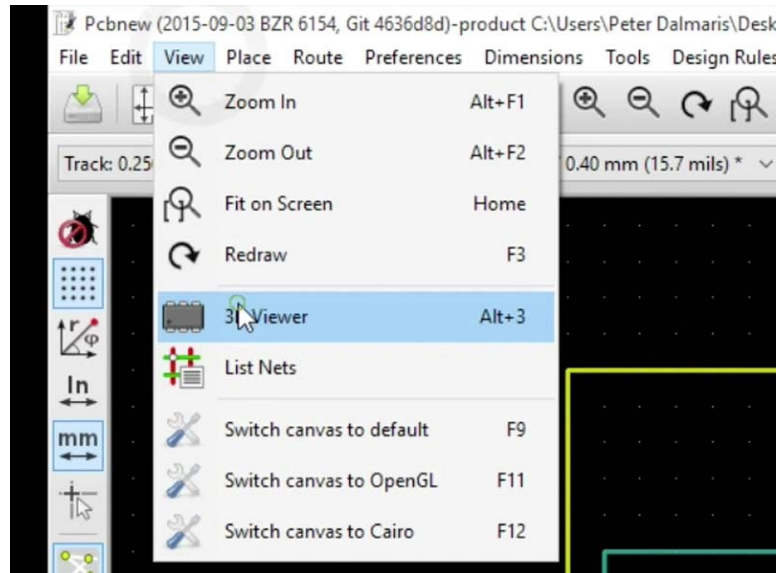 Pcbnew (2015-09-03 BZR 6154, Git 4636d8d)-product C:\Users\Peter Dalmaris\Desk
File Edit View Place Route Preferences Dimensions Tools Design Rules
Zoom In Alt+F1
Track: 0.25 0.40 mm (15.7 mils) *
Zoom Out Alt+F2
Fit on Screen Home
Redraw F3
3D Viewer Alt+3
List Nets
In
Switch canvas to default F9
mm
Switch canvas to OpenGL F11
Switch canvas to Cairo F12